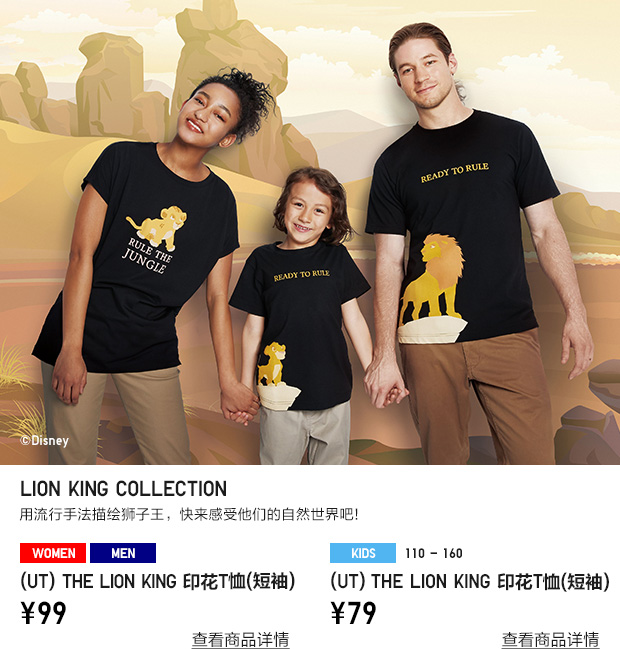 RULE THE
JUNGLE
READY TO RULE
READY TO RULE
©Disney
LION KING COLLECTION
用流行手法描绘狮子王，快来感受他们的自然世界吧!
WOMEN MEN
(UT) THE LION KING 印花T恤(短袖)
¥99
查看商品详情
KIDS 110 - 160
(UT) THE LION KING 印花T恤(短袖)
¥79
查看商品详情